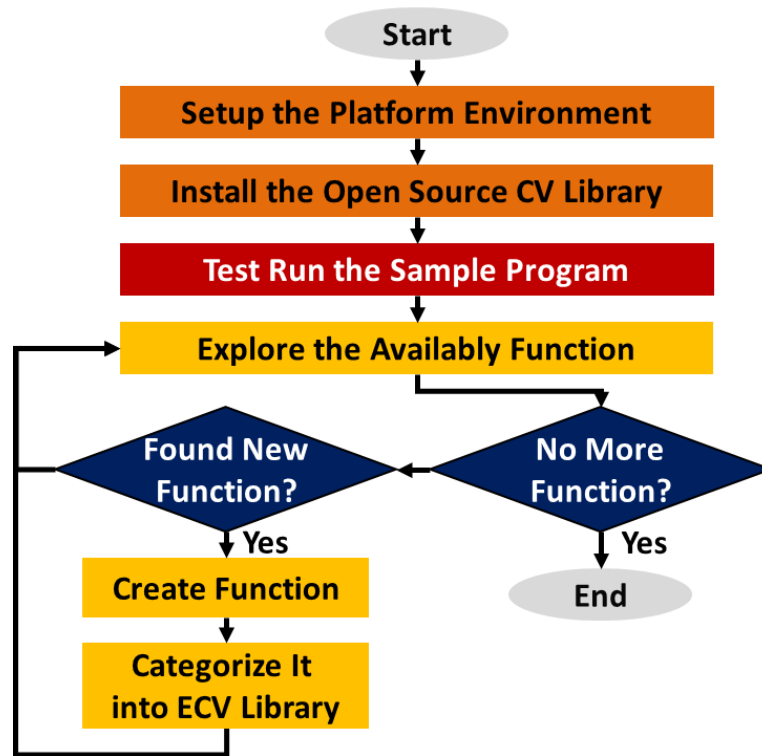 Start
Setup the Platform Environment
Install the Open Source CV Library
Test Run the Sample Program
Explore the Availably Function
Found New
Function?
No More
Function?
Yes
Yes
Create Function
End
Categorize It
into ECV Library